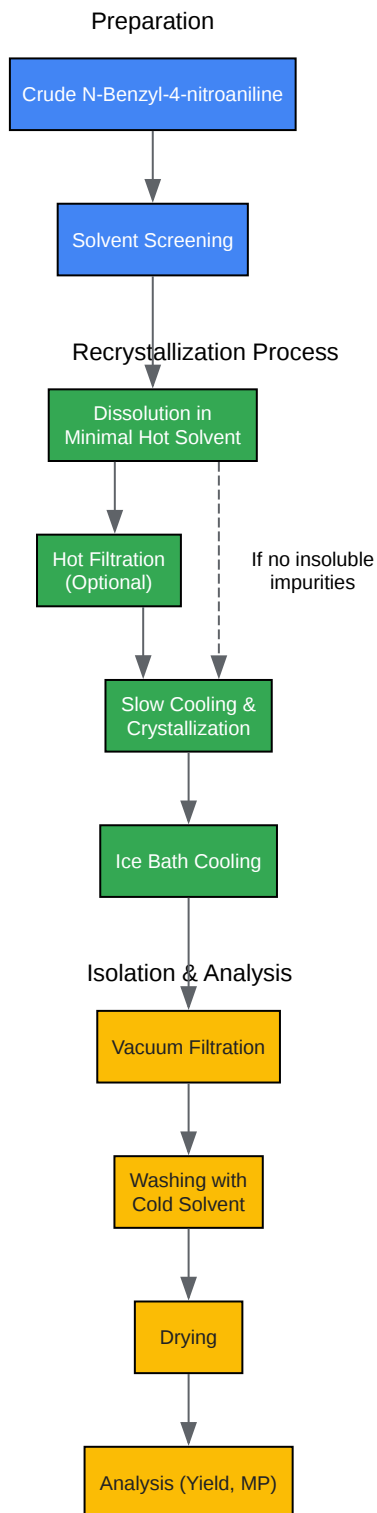 Preparation
Crude N-Benzyl-4-nitroaniline
Solvent Screening
Recrystallization Process
Dissolution in
Minimal Hot Solvent
Hot Filtration
(Optional)
If no insoluble
impurities
Slow Cooling &
Crystallization
Ice Bath Cooling
Isolation & Analysis
Vacuum Filtration
Washing with
Cold Solvent
Drying
Analysis (Yield, MP)